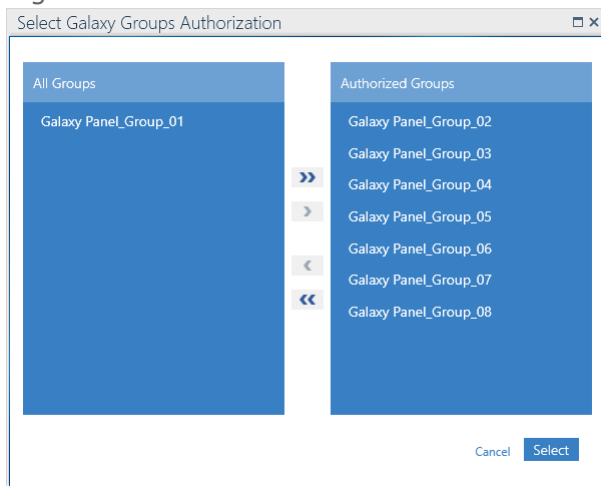 Select Galaxy Groups Authorization
All Groups
Galaxy Panel_Group_01
Authorized Groups
Galaxy Panel_Group_02
Galaxy Panel_Group_03
Galaxy Panel_Group_04
Galaxy Panel_Group_05
Galaxy Panel_Group_06
Galaxy Panel_Group_07
Galaxy Panel_Group_08
Cancel
Select